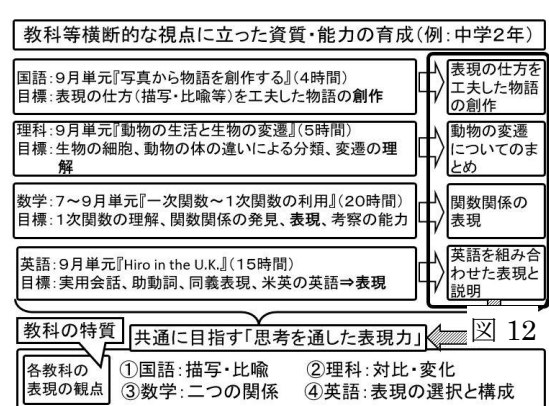 教科等横断的な視点に立った資質・能力の育成(例:中学2年)
国語:9月単元『写真から物語を創作する』(4時間)
目標:表現の仕方(描写・比喩等)を工夫した物語の創作
表現の仕方を
工夫した物語
の創作
理科:9月単元『動物の生活と生物の変遷』(5時間)
目標:生物の細胞、動物の体の違いによる分類、変遷の理
解
動物の変遷
についてのま
とめ
数学:7～9月単元『一次関数～1次関数の利用』(20時間)
目標:1次関数の理解、関数関係の発見、表現、考察の能力
関数関係の
表現
英語:9月単元『Hiro in the U.K.』(15時間)
目標:実用会話、助動詞、同義表現、米英の英語⇒表現
英語を組み合
わせた表現と
説明
教科の特質
共通に目指す「思考を通した表現力」
図 12
各教科の
表現の観点
①国語:描写・比喩 ②理科:対比・変化
③数学:二つの関係 ④英語:表現の選択と構成